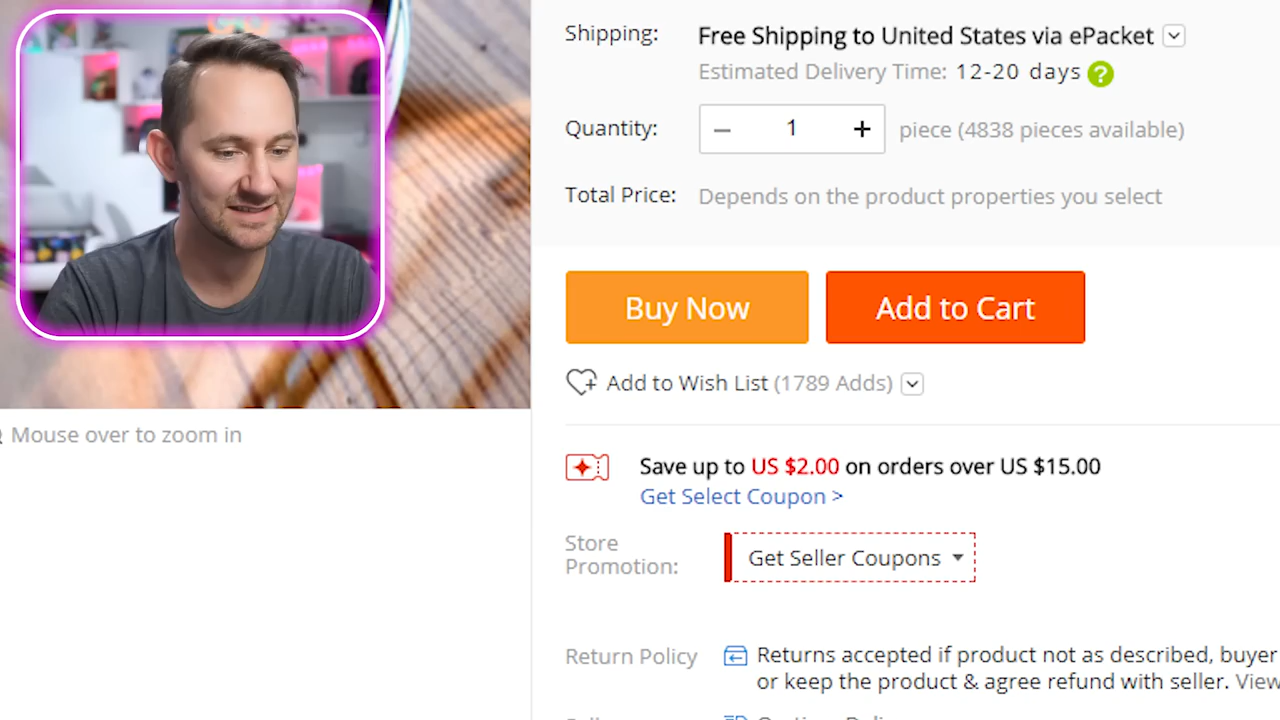 Shipping: Free Shipping to United States via ePacket
Estimated Delivery Time: 12-20 days ?
Quantity: − 1 + piece (4838 pieces available)
Total Price: Depends on the product properties you select
Buy Now Add to Cart
Add to Wish List (1789 Adds)
Mouse over to zoom in
Save up to US $2.00 on orders over US $15.00
Get Select Coupon >
Store
Promotion:
Get Seller Coupons
Return Policy
Returns accepted if product not as described, buyer
or keep the product & agree refund with seller. View